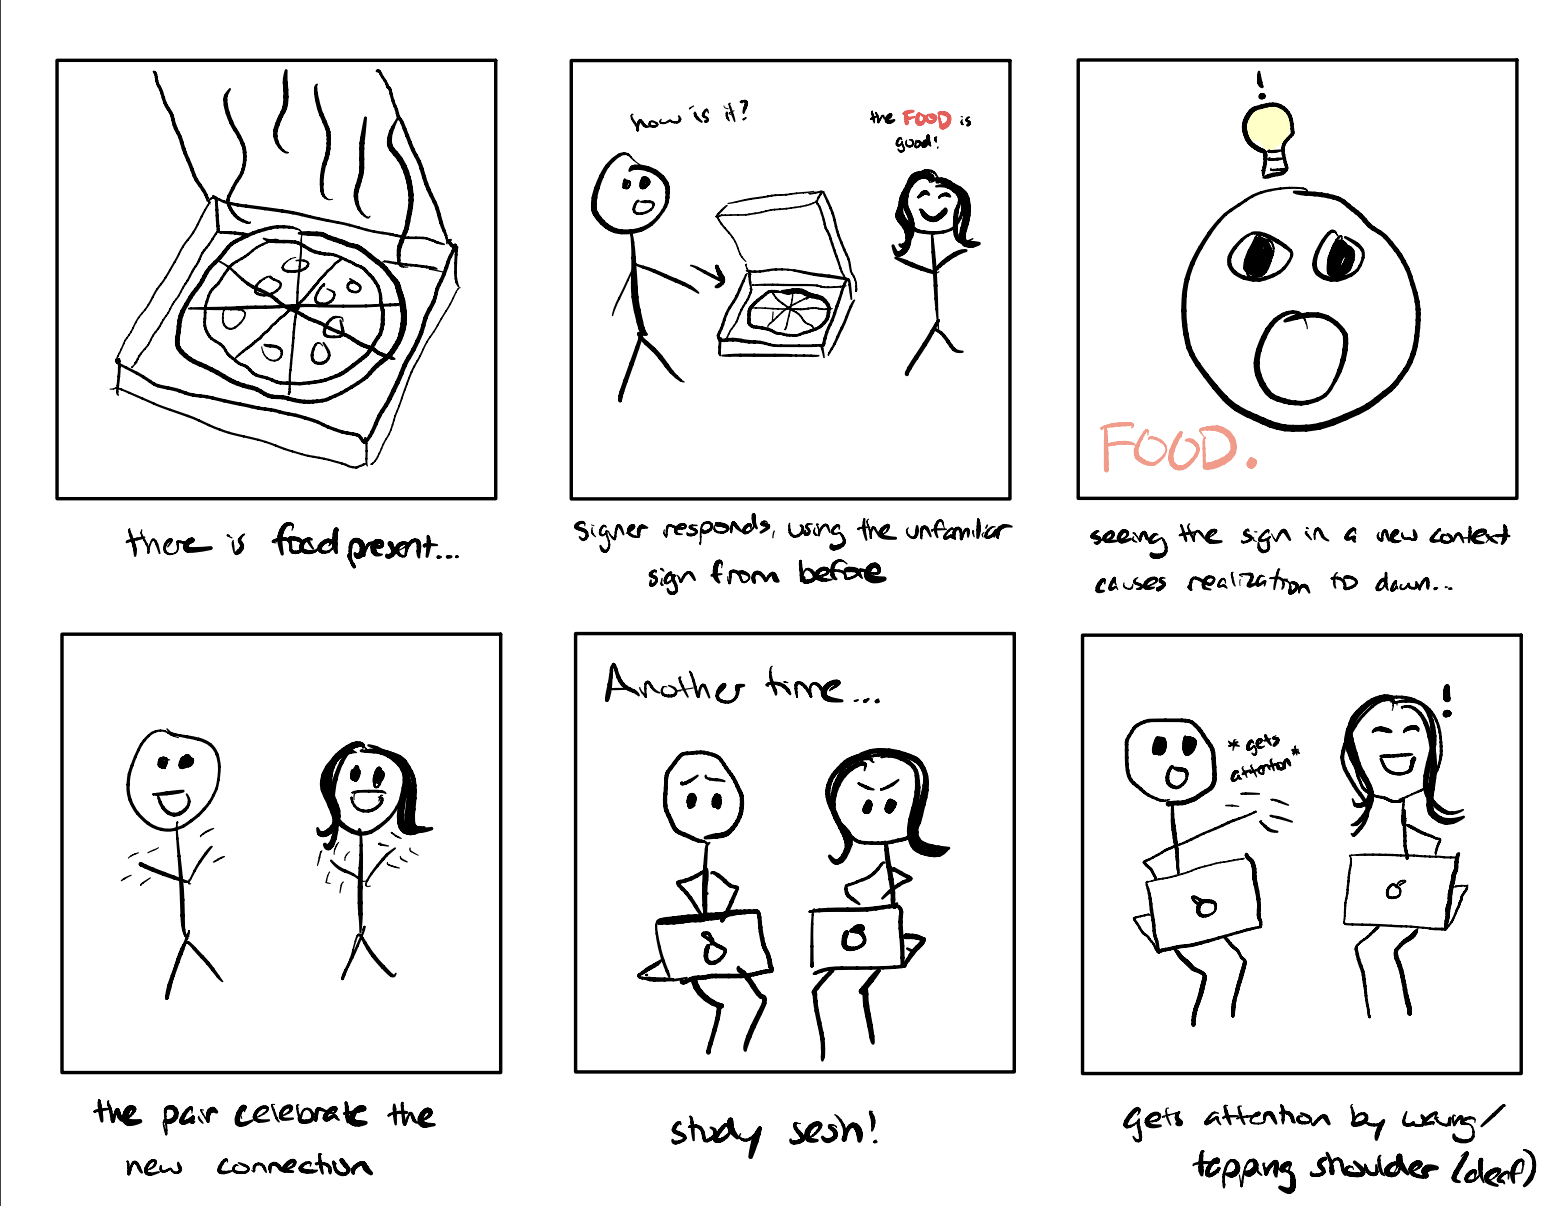 how is it?
the FOOD is
good!
!
FOOD.
there is food present...
signer responds, using the unfamiliar
sign from before
seeing the sign in a new context
causes realization to dawn...
Another time...
*gets
attention*
!
the pair celebrate the
new connection
study sesh!
gets attention by waving/
tapping shoulder (deaf)